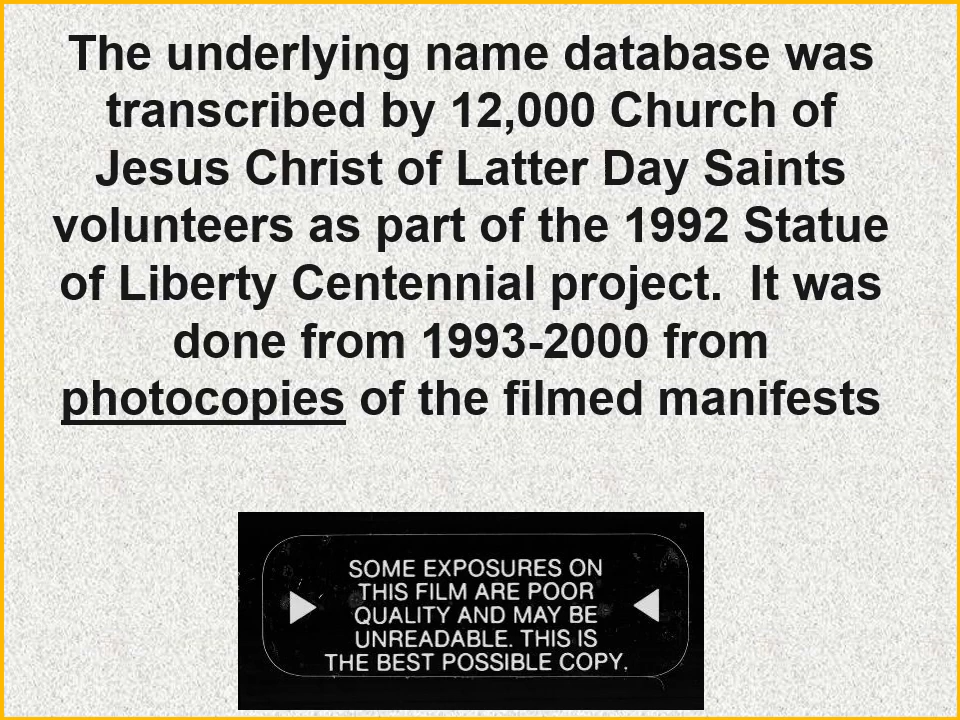 The underlying name database was
transcribed by 12,000 Church of
Jesus Christ of Latter Day Saints
volunteers as part of the 1992 Statue
of Liberty Centennial project.  It was
done from 1993-2000 from
photocopies of the filmed manifests
SOME EXPOSURES ON
THIS FILM ARE POOR
QUALITY AND MAY BE
UNREADABLE. THIS IS
THE BEST POSSIBLE COPY.